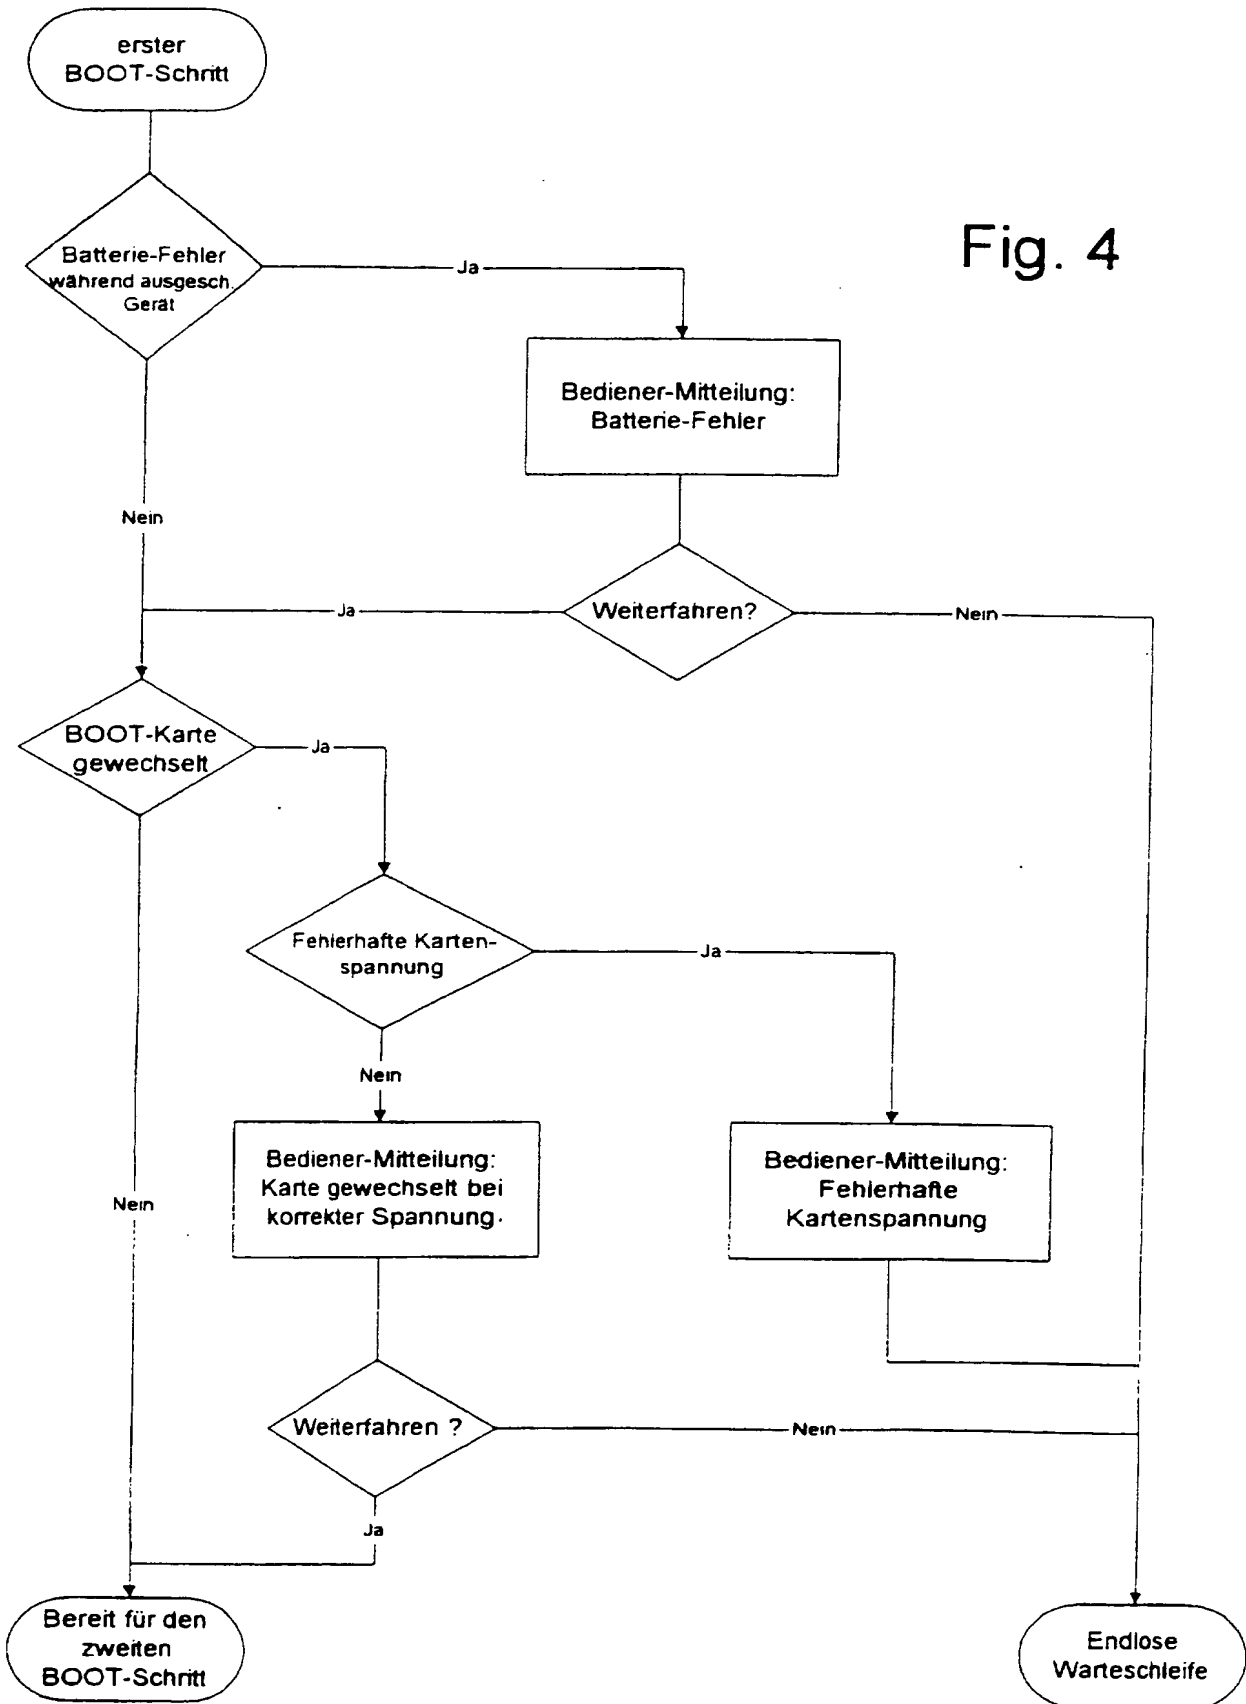 erster
BOOT-Schritt
Fig. 4
Batterie-Fehler
während ausgesch.
Gerät
Ja
Bediener-Mitteilung:
Batterie-Fehler
Nein
Ja
Weiterfahren?
Nein
BOOT-Karte
gewechselt
Ja
Fehlerhafte Karten-
spannung
Ja
Nein
Bediener-Mitteilung:
Karte gewechselt bei
korrekter Spannung.
Bediener-Mitteilung:
Fehlerhafte
Kartenspannung
Nein
Weiterfahren ?
Nein
Ja
Bereit für den
zweiten
BOOT-Schritt
Endlose
Warteschleife